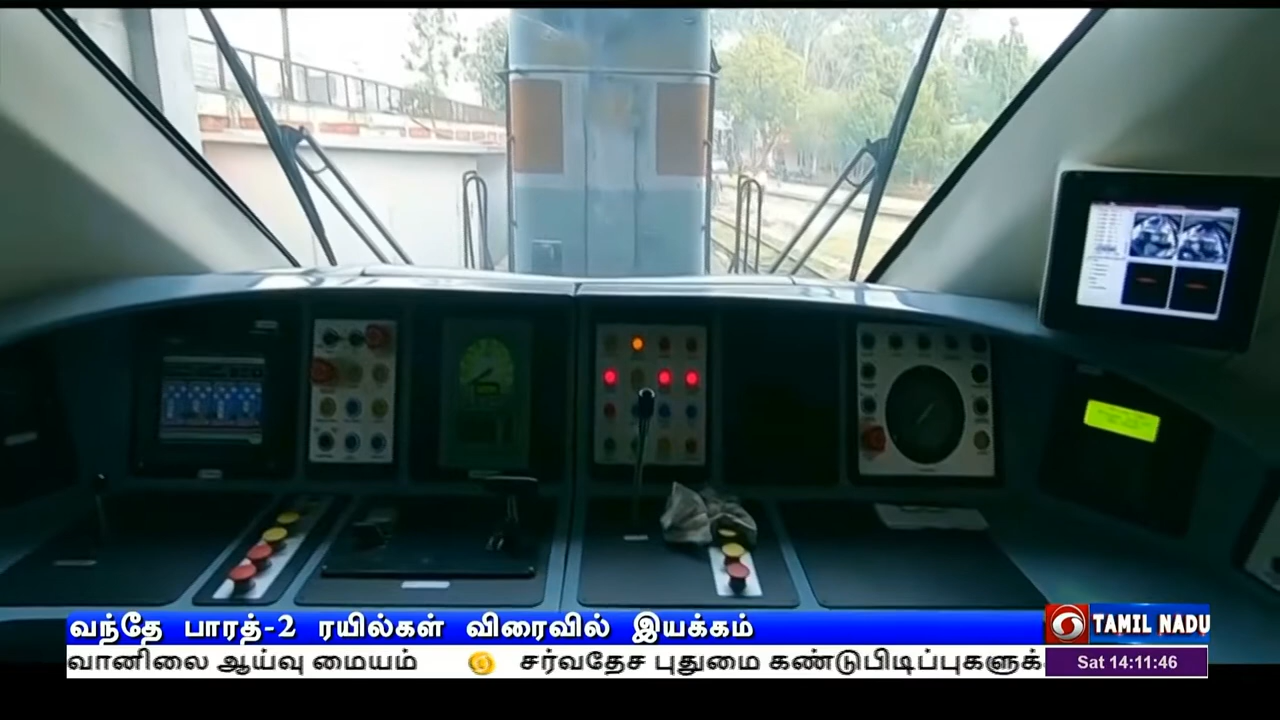 வந்தே பாரத்-2 ரயில்கள் விரைவில் இயக்கம்
TAMIL NADU
வானிலை ஆய்வு மையம் சர்வதேச புதுமை கண்டுபிடிப்புகளுக்
Sat 14:11:46